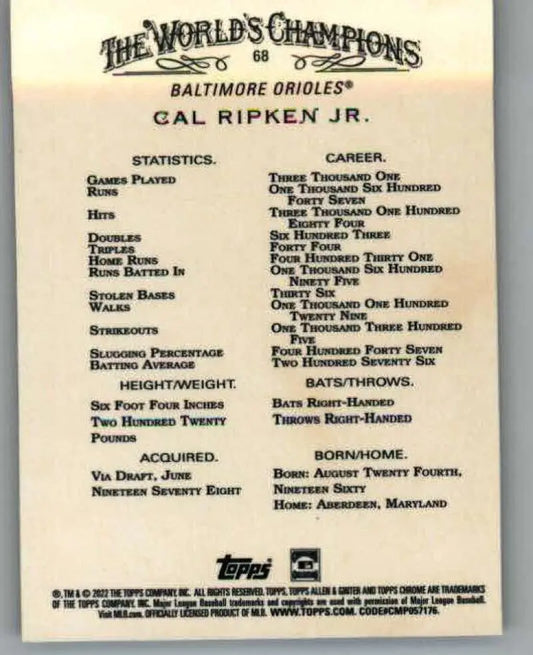 THE WORLD'S CHAMPIONS
68
BALTIMORE ORIOLES®
CAL RIPKEN JR.
STATISTICS. CAREER.
GAMES PLAYED THREE THOUSAND ONE
RUNS ONE THOUSAND SIX HUNDRED
FORTY SEVEN
HITS THREE THOUSAND ONE HUNDRED
EIGHTY FOUR
DOUBLES SIX HUNDRED THREE
TRIPLES FORTY FOUR
HOME RUNS FOUR HUNDRED THIRTY ONE
RUNS BATTED IN ONE THOUSAND SIX HUNDRED
NINETY FIVE
STOLEN BASES THIRTY SIX
WALKS ONE THOUSAND ONE HUNDRED
TWENTY NINE
STRIKEOUTS ONE THOUSAND THREE HUNDRED
FIVE
SLUGGING PERCENTAGE FOUR HUNDRED FORTY SEVEN
BATTING AVERAGE TWO HUNDRED SEVENTY SIX
HEIGHT/WEIGHT. BATS/THROWS.
SIX FOOT FOUR INCHES BATS RIGHT-HANDED
TWO HUNDRED TWENTY THROWS RIGHT-HANDED
POUNDS
ACQUIRED. BORN/HOME.
VIA DRAFT, JUNE BORN: AUGUST TWENTY FOURTH,
NINETEEN SEVENTY EIGHT NINETEEN SIXTY
HOME: ABERDEEN, MARYLAND
Topps
®, TM & © 2022 THE TOPPS COMPANY, INC. ALL RIGHTS RESERVED. TOPPS, TOPPS ALLEN & GINTER AND TOPPS CHROME ARE TRADEMARKS
OF THE TOPPS COMPANY, INC. Major League Baseball trademarks and copyrights are used with permission of Major League Baseball.
Visit MLB.com. OFFICIALLY LICENSED PRODUCT OF MLB. WWW.TOPPS.COM. CODE#CMP057176.